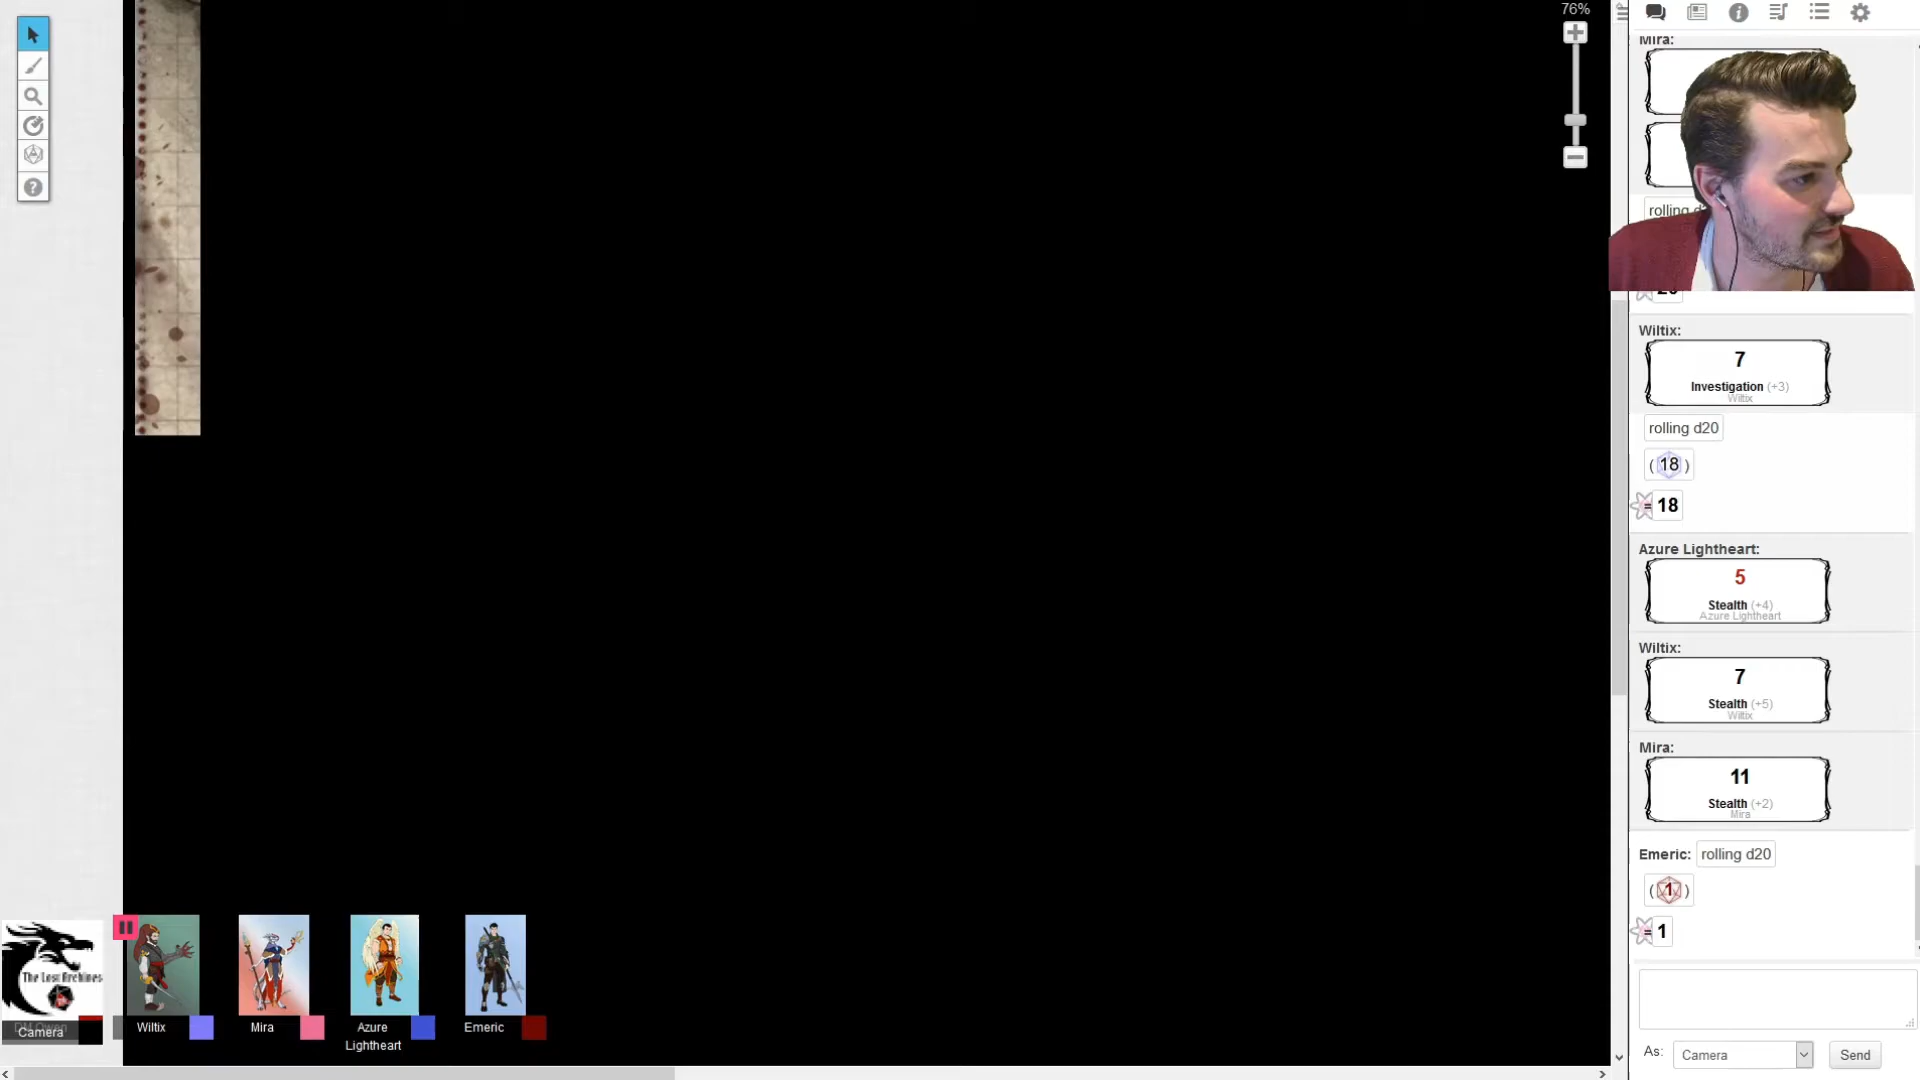 76%
Mira:
rolling d
Wiltix:
7
Investigation (+3)
Wiltix
rolling d20
(18)
=18
Azure Lightheart:
5
Stealth (+4)
Azure Lightheart
Wiltix:
7
Stealth (+5)
Wiltix
Mira:
11
Stealth (+2)
Mira
Emeric: rolling d20
(1)
=1
The Lost Archives
DM Owen
Camera
Wiltix
Mira
Azure
Lightheart
Emeric
As: Camera Send